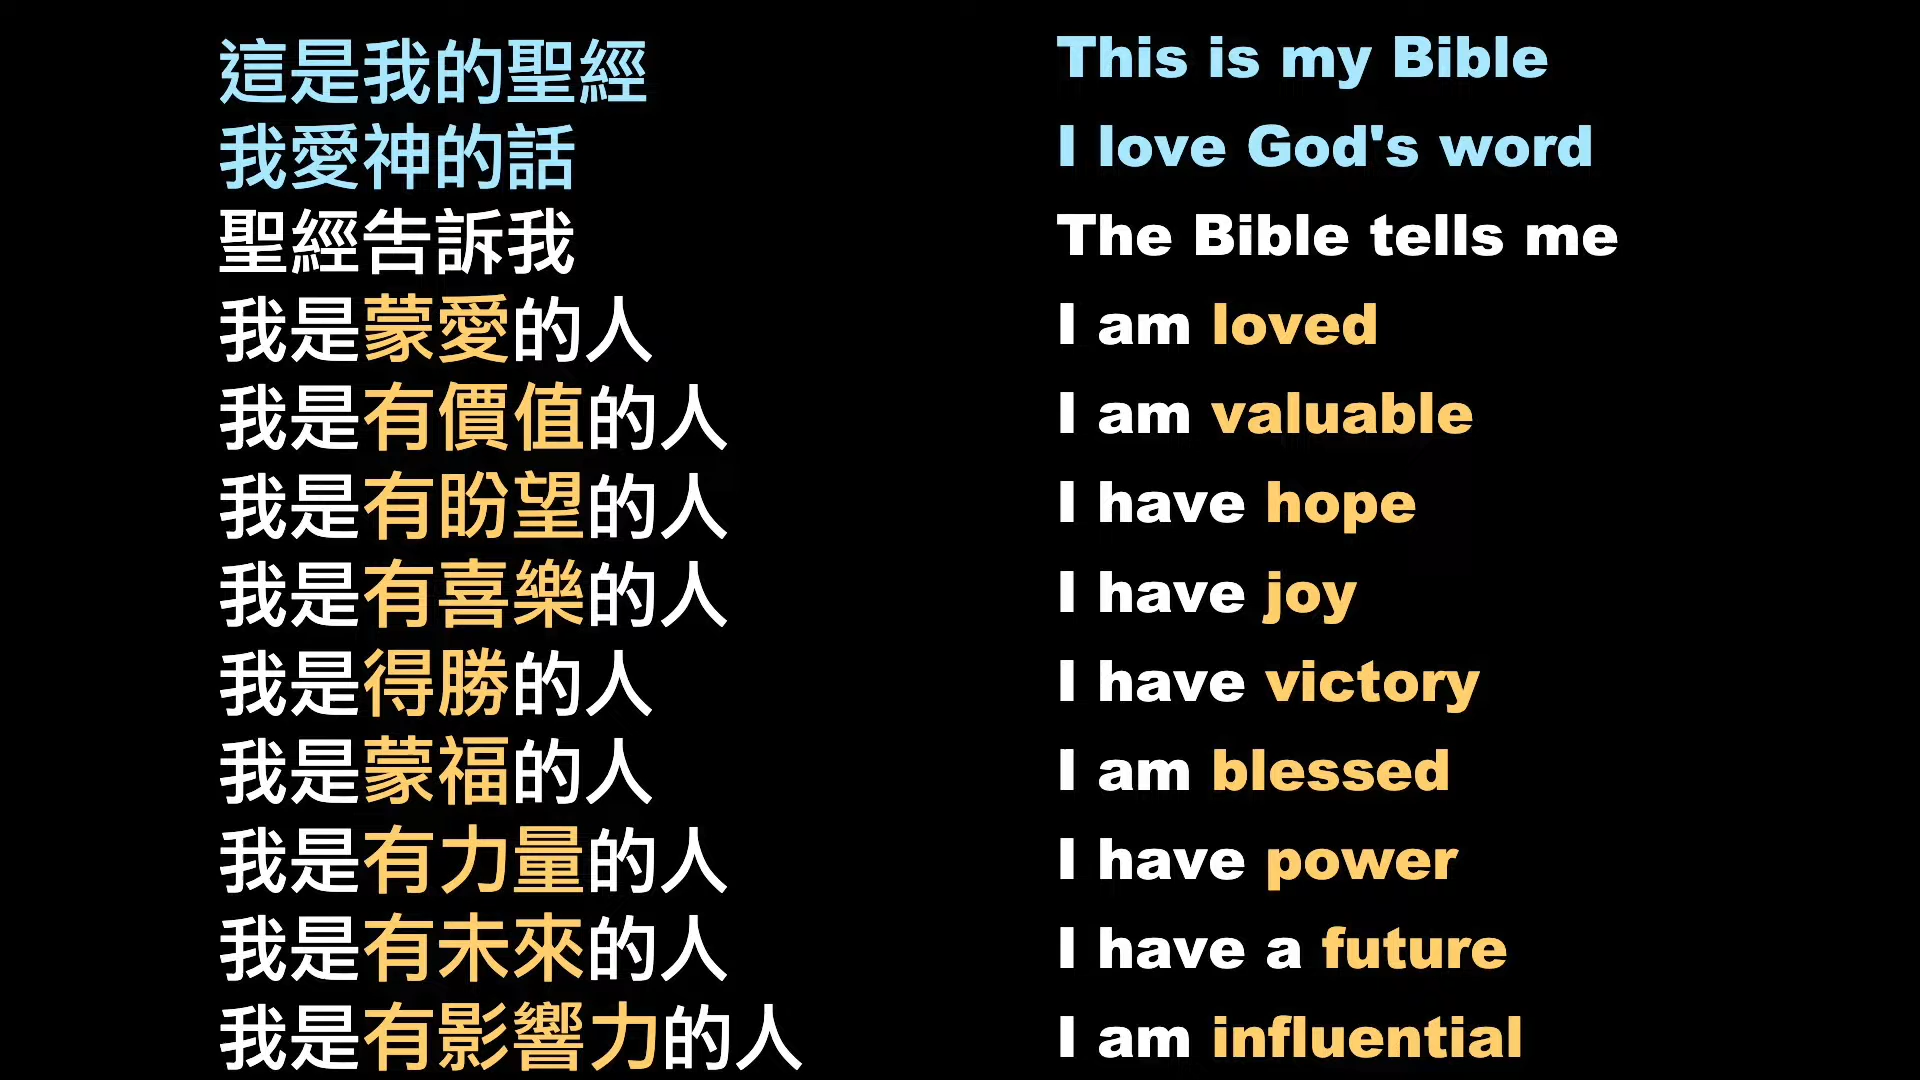 這是我的聖經
我愛神的話
聖經告訴我
我是蒙愛的人
我是有價值的人
我是有盼望的人
我是有喜樂的人
我是得勝的人
我是蒙福的人
我是有力量的人
我是有未來的人
我是有影響力的人
This is my Bible
I love God's word
The Bible tells me
I am loved
I am valuable
I have hope
I have joy
I have victory
I am blessed
I have power
I have a future
I am influential